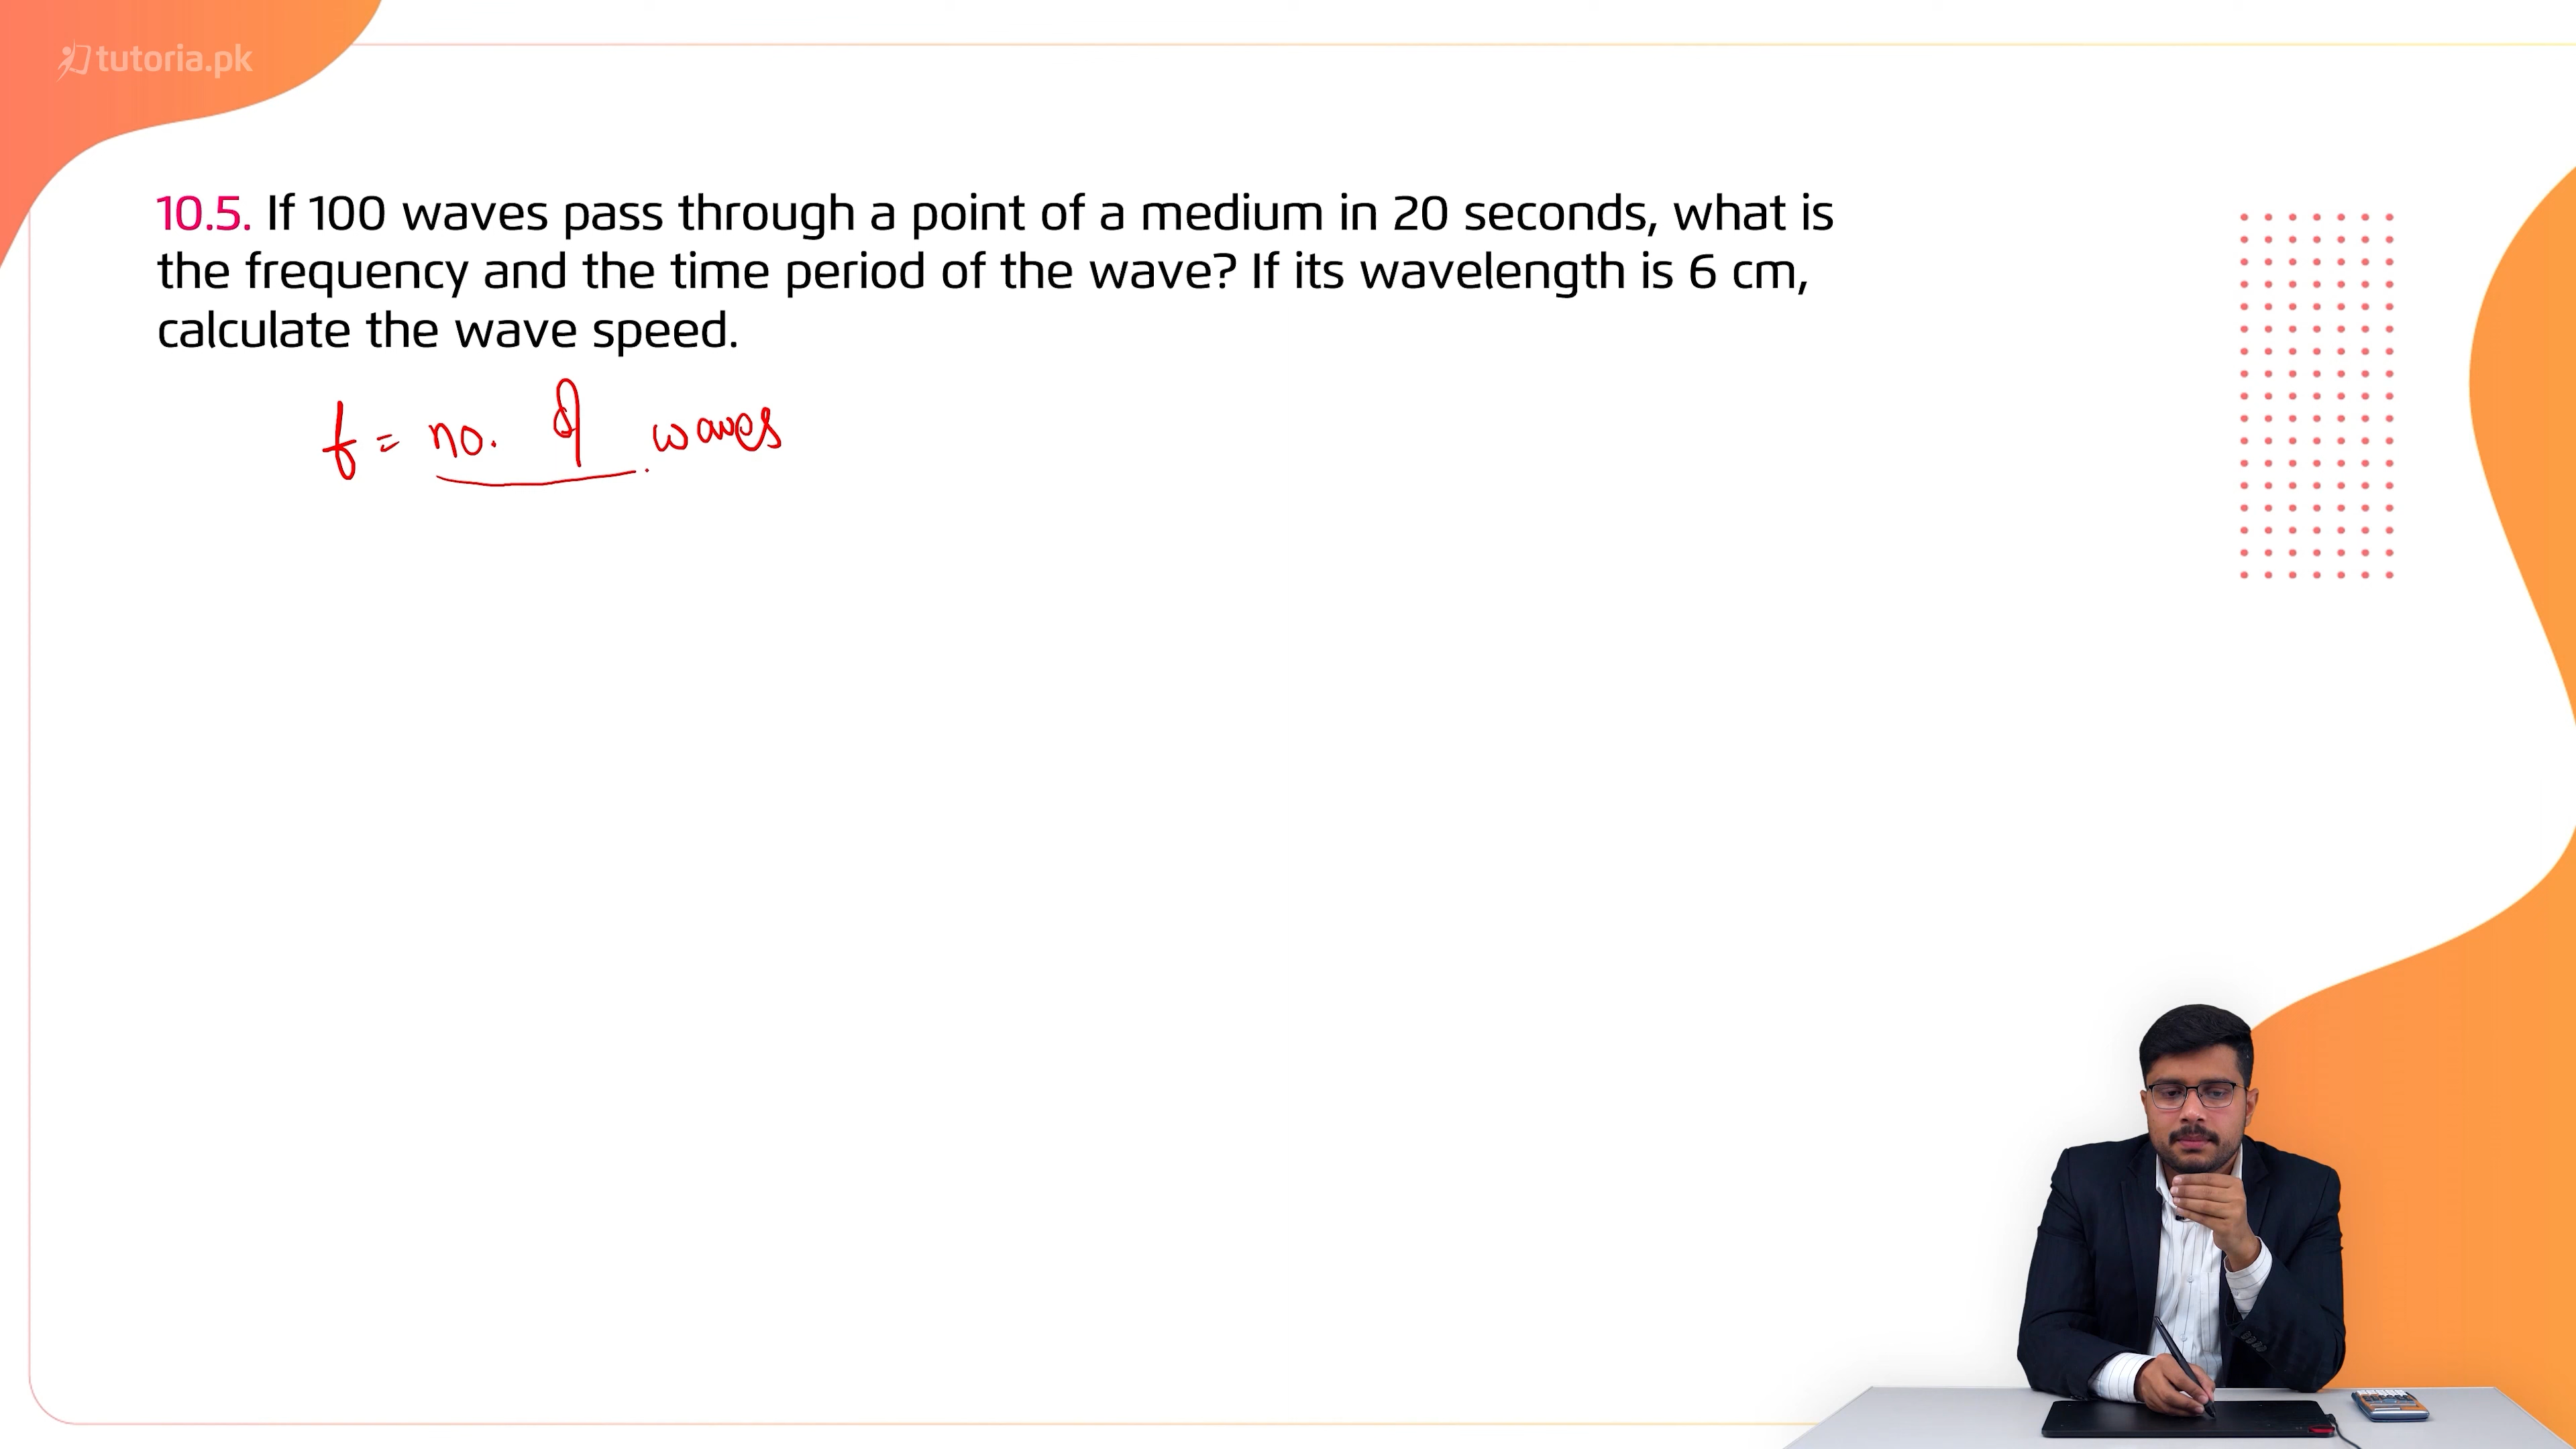 tutoria.pk
10.5. If 100 waves pass through a point of a medium in 20 seconds, what is
the frequency and the time period of the wave? If its wavelength is 6 cm,
calculate the wave speed.
f = no. of waves